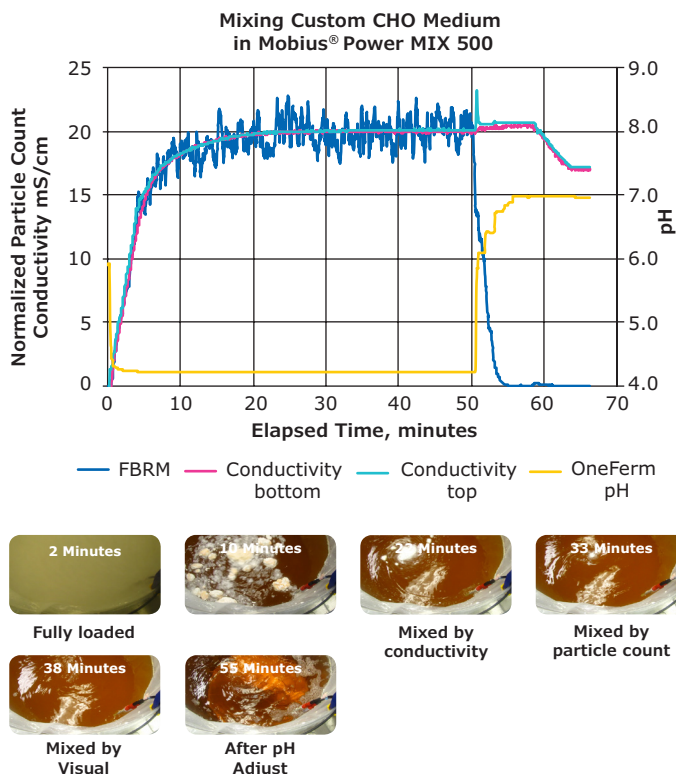 Mixing Custom CHO Medium
in Mobius® Power MIX 500
Normalized Particle Count
Conductivity mS/cm
25
20
15
10
5
0
9.0
8.0
7.0
6.0
5.0
4.0
pH
0 10 20 30 40 50 60 70
Elapsed Time, minutes
FBRM
Conductivity
bottom
Conductivity
top
OneFerm
pH
2 Minutes
Fully loaded
10 Minutes
22 Minutes
Mixed by
conductivity
33 Minutes
Mixed by
particle count
38 Minutes
Mixed by
Visual
55 Minutes
After pH
Adjust